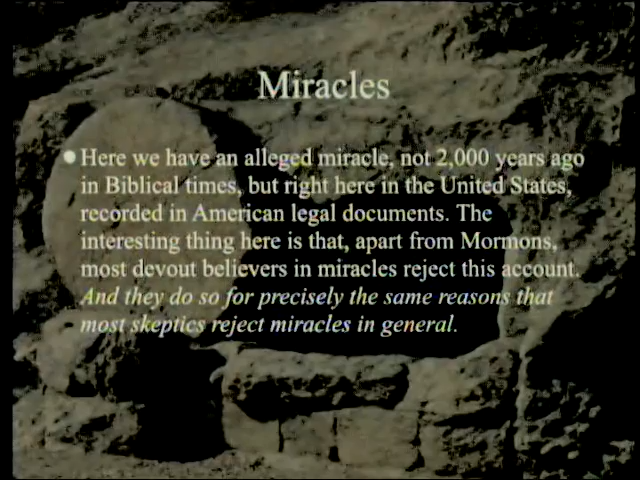 Miracles
Here we have an alleged miracle, not 2,000 years ago
in Biblical times, but right here in the United States,
recorded in American legal documents. The
interesting thing here is that, apart from Mormons,
most devout believers in miracles reject this account.
And they do so for precisely the same reasons that
most skeptics reject miracles in general.